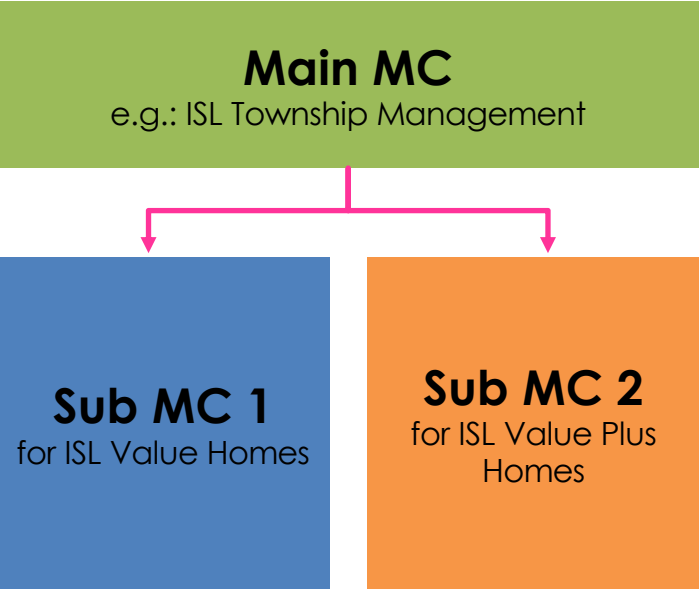 Main MC
e.g.: ISL Township Management
Sub MC 1
for ISL Value Homes
Sub MC 2
for ISL Value Plus
Homes